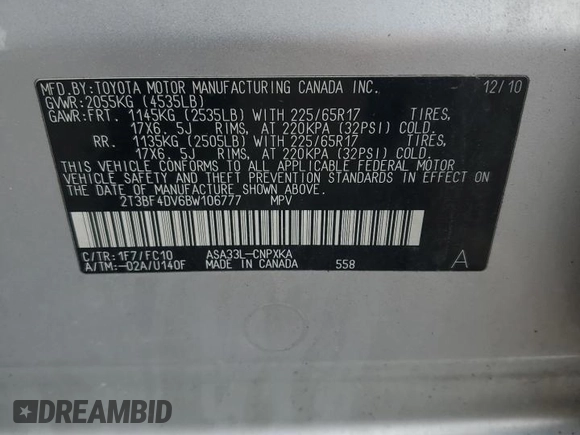 MFD.BY:TOYOTA MOTOR MANUFACTURING CANADA INC. 12/10
GVWR:2055KG (4535LB)
GAWR:FRT. 1145KG (2535LB) WITH 225/65R17 TIRES,
17X6. 5J RIMS, AT 220KPA (32PSI) COLD.
RR. 1135KG (2505LB) WITH 225/65R17 TIRES,
17X6. 5J RIMS, AT 220KPA (32PSI) COLD.
THIS VEHICLE CONFORMS TO ALL APPLICABLE FEDERAL MOTOR
VEHICLE SAFETY AND THEFT PREVENTION STANDARDS IN EFFECT ON
THE DATE OF MANUFACTURE SHOWN ABOVE.
2T3BF4DV6BW106777 MPV
C/TR:1F7/FC10 ASA33L-CNPXKA
A/TM:-02A/U140F MADE IN CANADA 558 A
DREAMBID